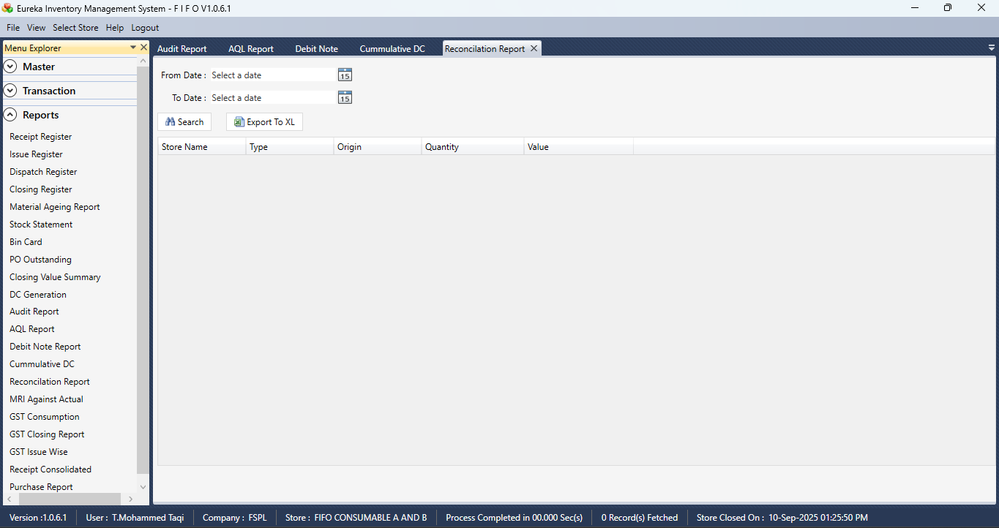 Eureka Inventory Management System - F I F O V1.0.6.1
File View Select Store Help Logout
Menu Explorer
Master
Transaction
Reports
Receipt Register
Issue Register
Dispatch Register
Closing Register
Material Ageing Report
Stock Statement
Bin Card
PO Outstanding
Closing Value Summary
DC Generation
Audit Report
AQL Report
Debit Note Report
Cummulative DC
Reconcilation Report
MRI Against Actual
GST Consumption
GST Closing Report
GST Issue Wise
Receipt Consolidated
Purchase Report
Audit Report AQL Report Debit Note Cummulative DC Reconcilation Report
From Date : Select a date 15
To Date : Select a date 15
Search Export To XL
Store Name Type Origin Quantity Value
Version :1.0.6.1 User : T.Mohammed Taqi Company : FSPL Store : FIFO CONSUMABLE A AND B Process Completed in 00.000 Sec(s) 0 Record(s) Fetched Store Closed On : 10-Sep-2025 01:25:50 PM